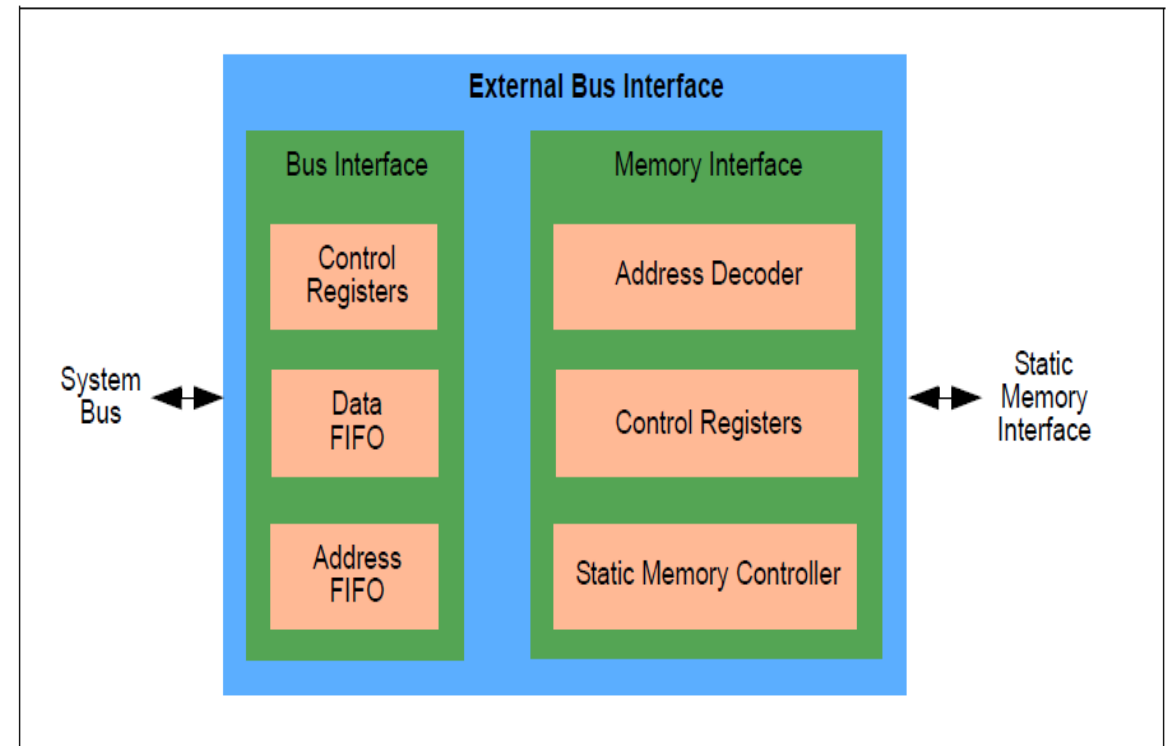 External Bus Interface
Bus Interface
Control
Registers
Data
FIFO
Address
FIFO
Memory Interface
Address Decoder
Control Registers
Static Memory Controller
System
Bus
Static
Memory
Interface